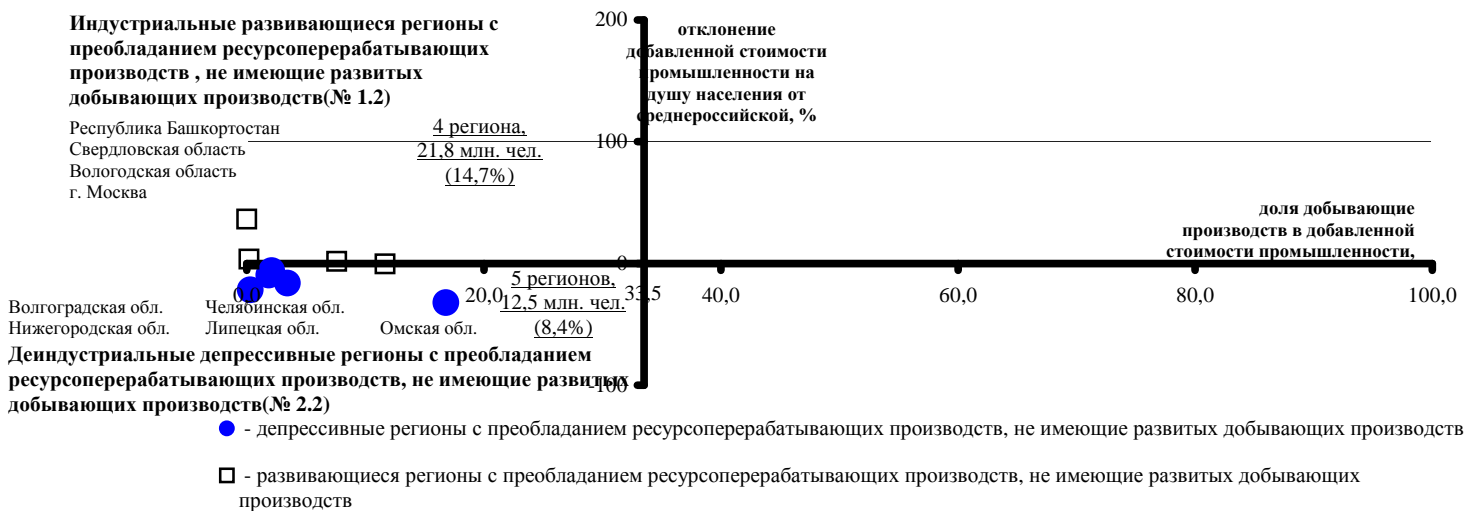 Индустриальные развивающиеся регионы с
преобладанием ресурсоперерабатывающих
производств , не имеющие развитых
добывающих производств(№ 1.2)
Республика Башкортостан
Свердловская область
Вологодская область
г. Москва
4 региона,
21,8 млн. чел.
(14,7%)
200
отклонение
добавленной стоимости
промышленности на
душу населения от
среднероссийской, %
100
доля добывающие
производств в добавленной
стоимости промышленности,
0
0,0
20,0
33,5
40,0
60,0
80,0
100,0
5 регионов,
12,5 млн. чел.
(8,4%)
Волгоградская обл. Челябинская обл.
Нижегородская обл. Липецкая обл. Омская обл.
-100
Деиндустриальные депрессивные регионы с преобладанием
ресурсоперерабатывающих производств, не имеющие развитых
добывающих производств(№ 2.2)
- депрессивные регионы с преобладанием ресурсоперерабатывающих производств, не имеющие развитых добывающих производств
- развивающиеся регионы с преобладанием ресурсоперерабатывающих производств, не имеющие развитых добывающих
производств